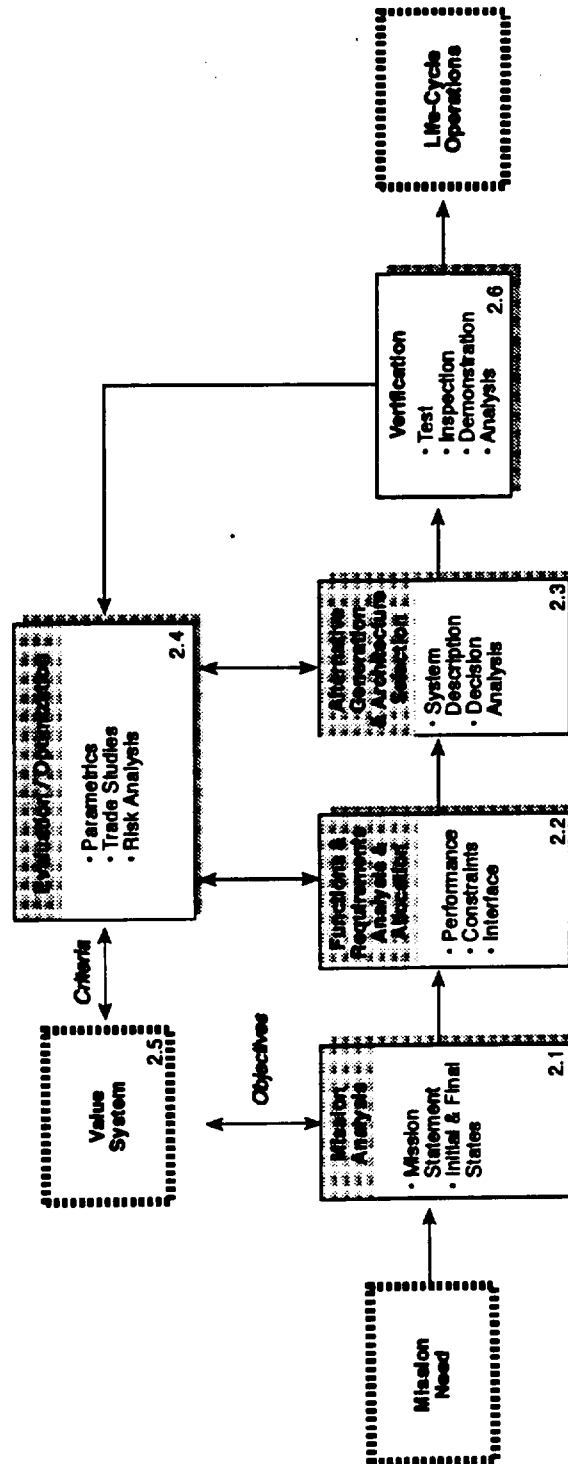 Value
System
2.5
Criteria
Evaluation/Optimization
• Parametrics
• Trade Studies
• Risk Analysis
2.4
Objectives
Mission
Need
Mission
Analysis
• Mission
Statement
• Initial & Final
States
2.1
Functions &
Requirements
Analysis &
Allocation
• Performance
• Constraints
• Interface
2.2
Alternative
Generation
& Architecture
Selection
• System
Description
• Decision
Analysis
2.3
Verification
• Test
• Inspection
• Demonstration
• Analysis
2.6
Life-Cycle
Operations